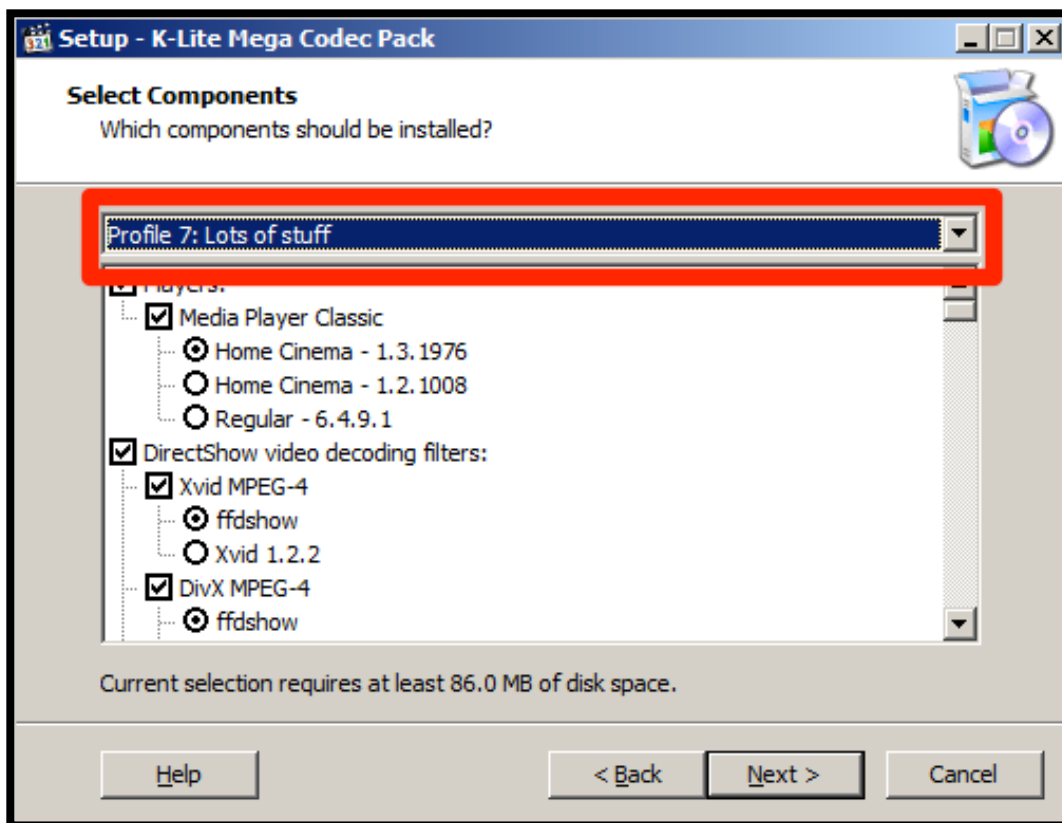 Setup - K-Lite Mega Codec Pack
Select Components
Which components should be installed?
Profile 7: Lots of stuff
Players:
Media Player Classic
Home Cinema - 1.3.1976
Home Cinema - 1.2.1008
Regular - 6.4.9.1
DirectShow video decoding filters:
Xvid MPEG-4
ffdshow
Xvid 1.2.2
DivX MPEG-4
ffdshow
Current selection requires at least 86.0 MB of disk space.
Help < Back Next > Cancel